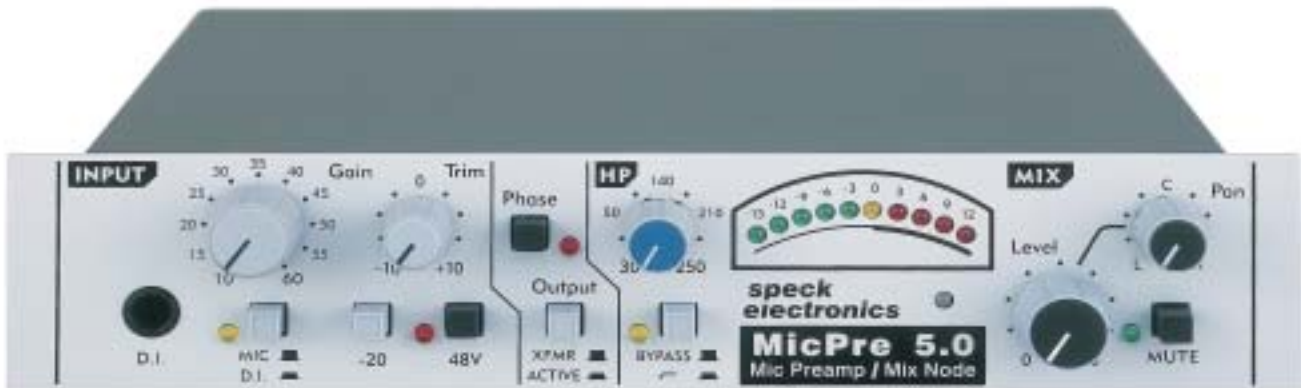 INPUT
Gain
Trim
10 15 20 25 30 35 40 45 50 55 60
-10 0 +10
Phase
HP
30 50 140 210 250
15 -12 -9 -6 -3 0 3 6 9 12
MIX
C
Pan
L
Level
0
Output
D.I.
MIC
D.I.
-20
48V
XFMR
ACTIVE
BYPASS
speck
electronics
MicPre 5.0
Mic Preamp / Mix Node
MUTE